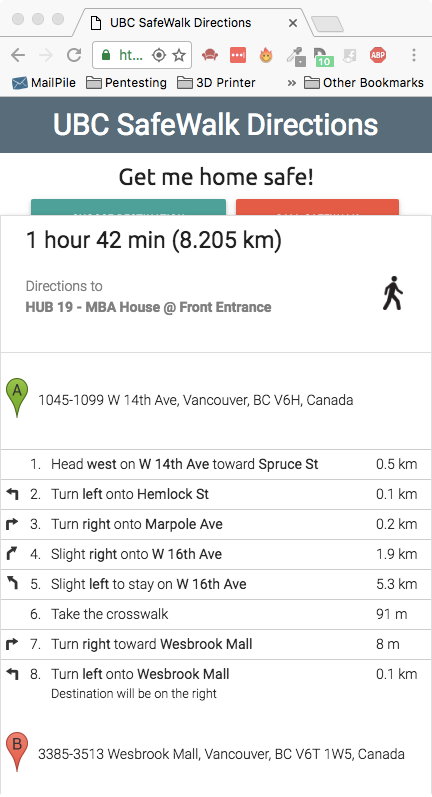 UBC SafeWalk Directions
ht...
10
ABP
MailPile Pentesting 3D Printer » Other Bookmarks
UBC SafeWalk Directions
Get me home safe!
1 hour 42 min (8.205 km)
Directions to
HUB 19 - MBA House @ Front Entrance
A
1045-1099 W 14th Ave, Vancouver, BC V6H, Canada
1. Head west on W 14th Ave toward Spruce St 0.5 km
2. Turn left onto Hemlock St 0.1 km
3. Turn right onto Marpole Ave 0.2 km
4. Slight right onto W 16th Ave 1.9 km
5. Slight left to stay on W 16th Ave 5.3 km
6. Take the crosswalk 91 m
7. Turn right toward Wesbrook Mall 8 m
8. Turn left onto Wesbrook Mall 0.1 km
Destination will be on the right
B
3385-3513 Wesbrook Mall, Vancouver, BC V6T 1W5, Canada